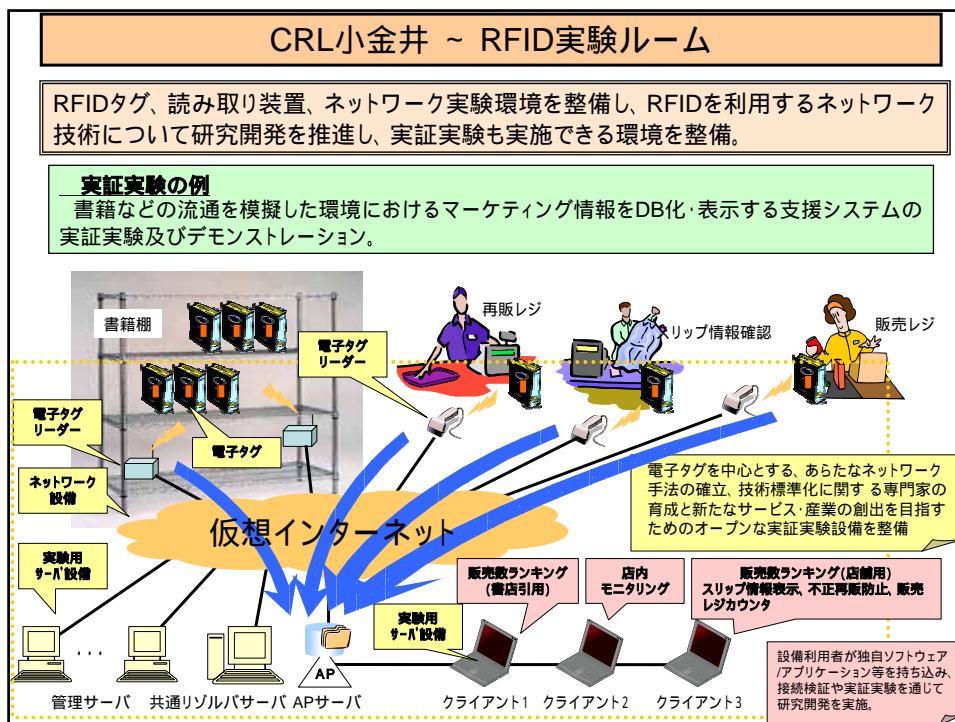 CRL小金井 ~ RFID実験ルーム
RFIDタグ、読み取り装置、ネットワーク実験環境を整備し、RFIDを利用するネットワーク
技術について研究開発を推進し、実証実験も実施できる環境を整備。
実証実験の例
書籍などの流通を模擬した環境におけるマーケティング情報をDB化・表示する支援システムの
実証実験及びデモンストレーション。
書籍棚
電子タグ
リーダー
再販レジ
スリップ情報確認
販売レジ
電子タグ
リーダー
電子タグ
ネットワーク
設備
電子タグを中心とする、あらたなネットワーク
手法の確立、技術標準化に関する専門家の
育成と新たなサービス・産業の創出を目指す
ためのオープンな実証実験設備を整備
仮想インターネット
実験用
サーバ設備
販売数ランキング
(書店引用)
店内
モニタリング
販売数ランキング(店舗用)
スリップ情報表示、不正再販防止、販売
レジカウンタ
実験用
サーバ設備
...
AP
設備利用者が独自ソフトウェア
/アプリケーション等を持ち込み、
接続検証や実証実験を通じて
研究開発を実施。
管理サーバ 共通リゾルバサーバ APサーバ クライアント1 クライアント2 クライアント3